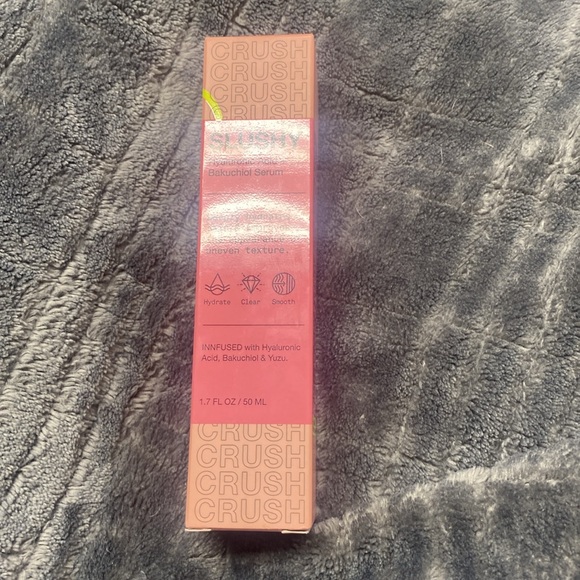 CRUSH
CRUSH
CRUSH
CRUSH
SLUSHY
Hyaluronic Acid
Bakuchiol Serum
uneven texture.
Hydrate Clear Smooth
INNFUSED with Hyaluronic
Acid, Bakuchiol & Yuzu.
1.7 FL OZ / 50 ML
CRUSH
CRUSH
CRUSH
CRUSH